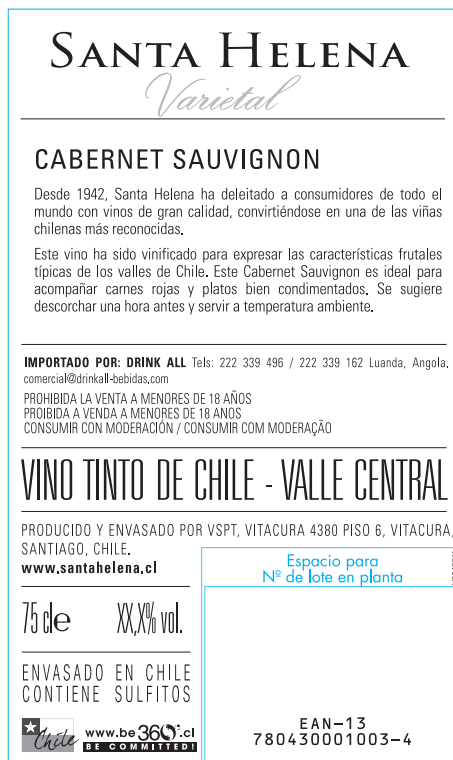 SANTA HELENA
Varietal
CABERNET SAUVIGNON
Desde 1942, Santa Helena ha deleitado a consumidores de todo el
mundo con vinos de gran calidad, convirtiéndose en una de las viñas
chilenas más reconocidas.
Este vino ha sido vinificado para expresar las características frutales
típicas de los valles de Chile. Este Cabernet Sauvignon es ideal para
acompañar carnes rojas y platos bien condimentados. Se sugiere
descorchar una hora antes y servir a temperatura ambiente.
IMPORTADO POR: DRINK ALL Tels: 222 339 496 / 222 339 162 Luanda, Angola.
comercial@drinkall-bebidas.com
PROHIBIDA LA VENTA A MENORES DE 18 AÑOS
PROIBIDA A VENDA A MENORES DE 18 ANOS
CONSUMIR CON MODERACIÓN / CONSUMIR COM MODERAÇÃO
VINO TINTO DE CHILE - VALLE CENTRAL
PRODUCIDO Y ENVASADO POR VSPT, VITACURA 4380 PISO 6, VITACURA,
SANTIAGO, CHILE.
www.santahelena.cl
Espacio para
Nº de lote en planta
75 cl e XX,X% vol.
ENVASADO EN CHILE
CONTIENE SULFITOS
Chile
www.be360°.cl
BE COMMITTED!
EAN-13
780430001003-4